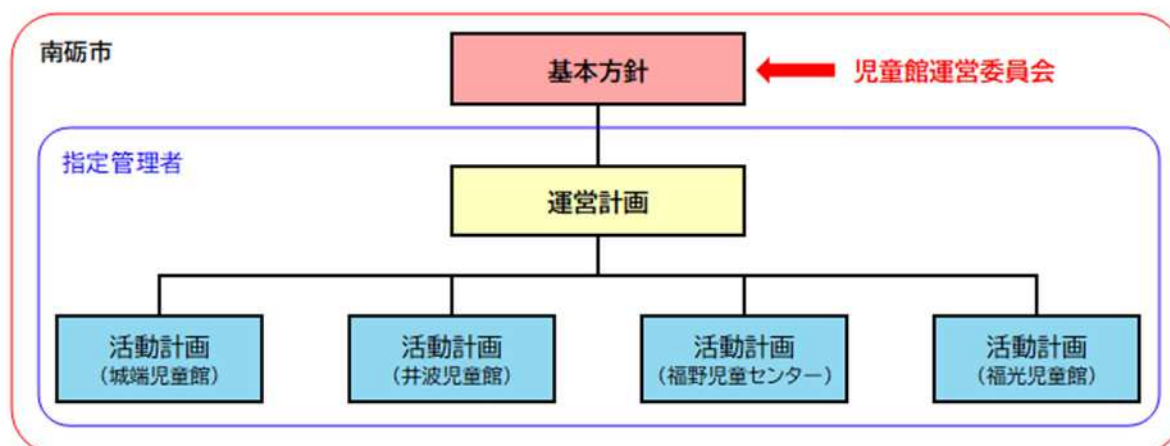 南砺市
基本方針
児童館運営委員会
指定管理者
運営計画
活動計画
（城端児童館）
活動計画
（井波児童館）
活動計画
（福野児童センター）
活動計画
（福光児童館）